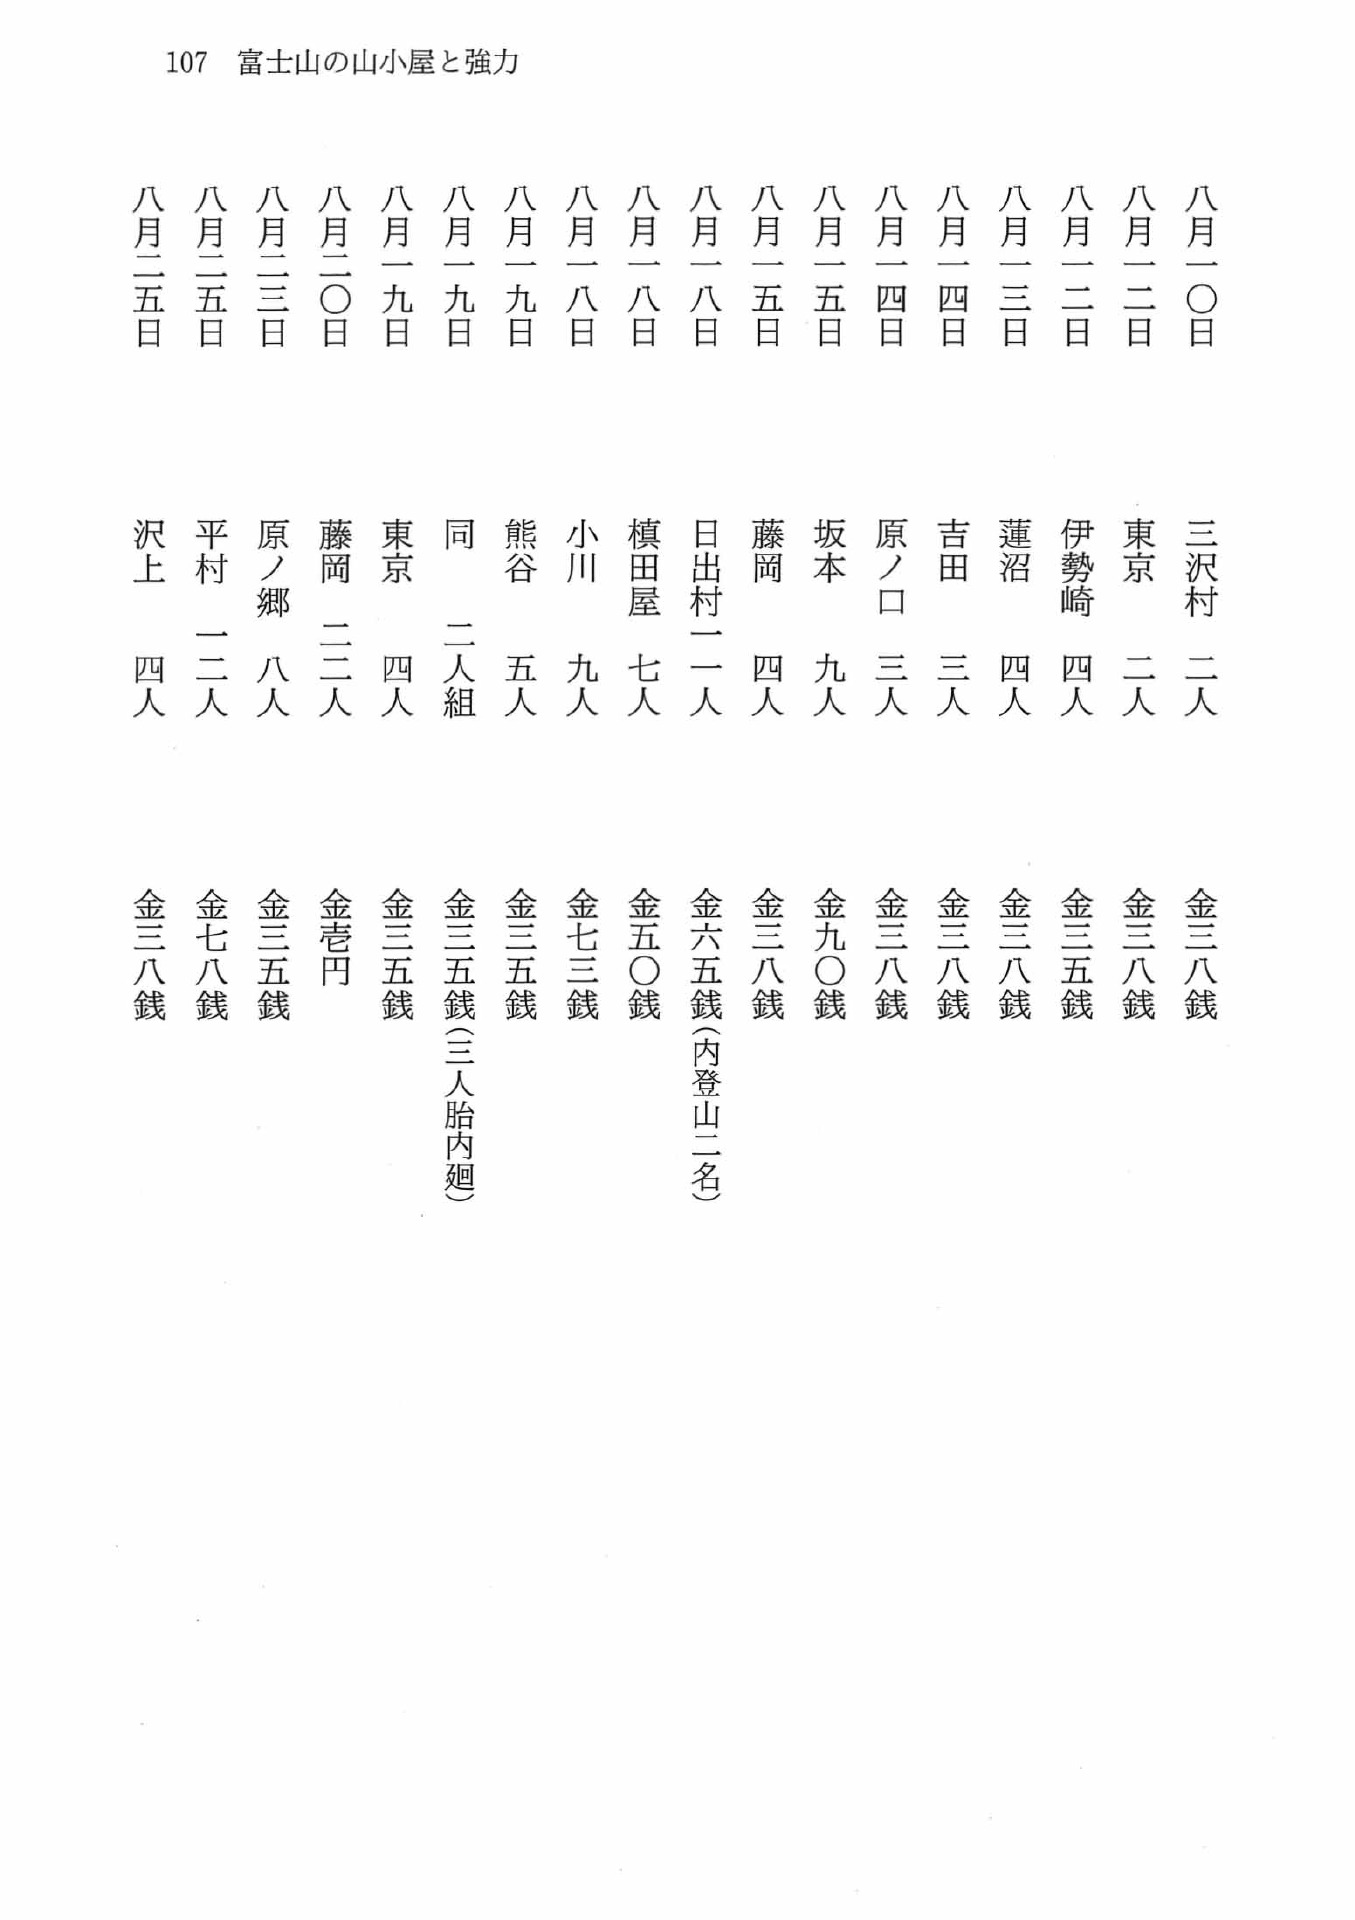 107 富士山の山小屋と強力
八月一〇日 三沢村 二人 金三八銭
八月一二日 東京 二人 金三八銭
八月一二日 伊勢崎 四人 金三五銭
八月一三日 蓮沼 四人 金三八銭
八月一四日 吉田 三人 金三八銭
八月一四日 原ノ口 三人 金三八銭
八月一五日 坂本 九人 金九〇銭
八月一五日 藤岡 四人 金三八銭
八月一八日 日出村一一人 金六五銭(内登山二名)
八月一八日 槙田屋 七人 金五〇銭
八月一八日 小川 九人 金七三銭
八月一九日 熊谷 五人 金三五銭
八月一九日 同 二人組 金三五銭(三人胎内廻)
八月一九日 東京 四人 金三五銭
八月二〇日 藤岡 二二人 金壱円
八月二三日 原ノ郷 八人 金三五銭
八月二五日 平村 一二人 金七八銭
八月二五日 沢上 四人 金三八銭